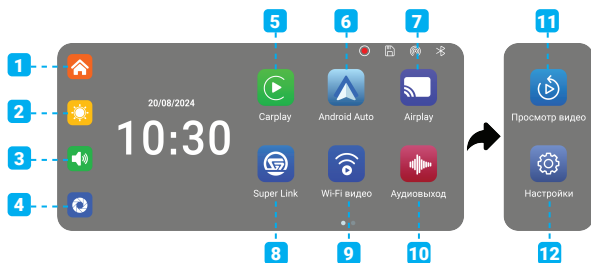 5 6 7 11
1
20/08/2024
2
10:30
Carplay Android Auto Airplay Просмотр видео
3
Super Link Wi-Fi видео Аудиовыход Настройки
4
8 9 10 12